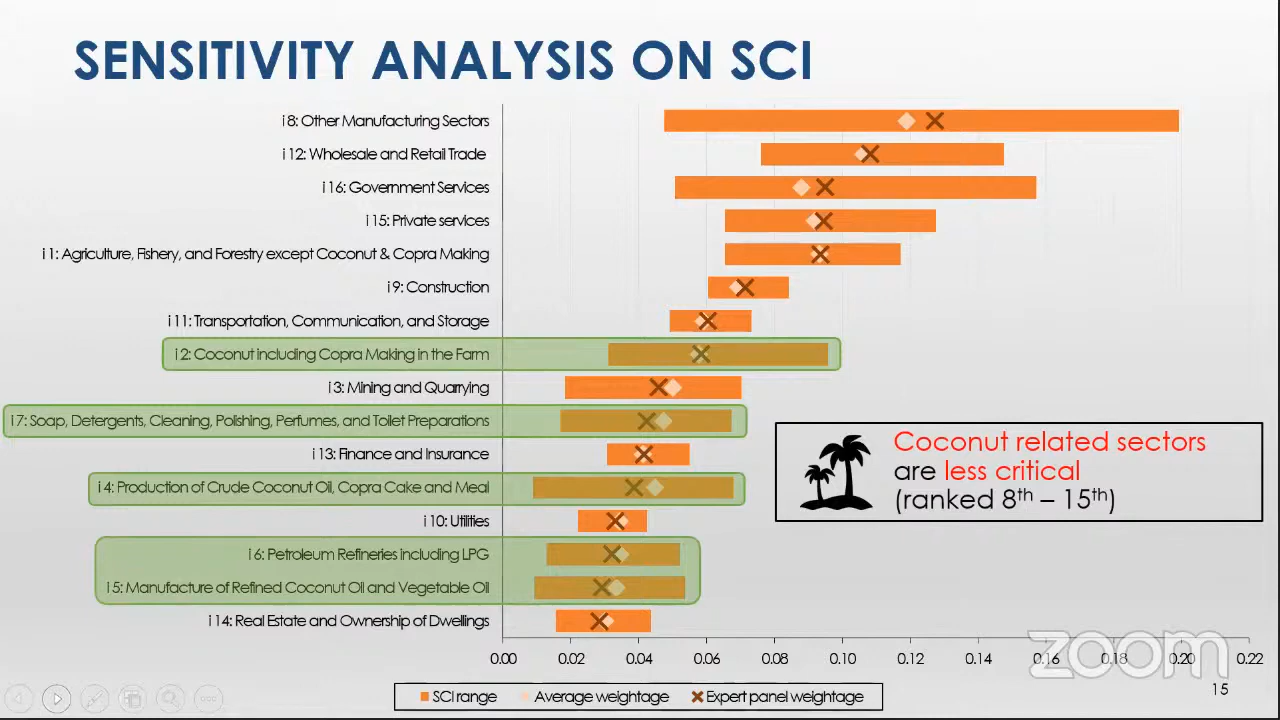 SENSITIVITY ANALYSIS ON SCI
i8: Other Manufacturing Sectors
i12: Wholesale and Retail Trade
i16: Government Services
i15: Private services
i1: Agriculture, Fishery, and Forestry except Coconut & Copra Making
i9: Construction
i11: Transportation, Communication, and Storage
i2: Coconut including Copra Making in the Farm
i3: Mining and Quarrying
i7: Soap, Detergents, Cleaning, Polishing, Perfumes, and Toilet Preparations
i13: Finance and Insurance
i4: Production of Crude Coconut Oil, Copra Cake and Meal
i10: Utilities
i6: Petroleum Refineries including LPG
i5: Manufacture of Refined Coconut Oil and Vegetable Oil
i14: Real Estate and Ownership of Dwellings
Coconut related sectors
are less critical
(ranked 8th – 15th)
0.00 0.02 0.04 0.06 0.08 0.10 0.12 0.14 0.16 0.18 0.20 0.22
SCI range Average weightage Expert panel weightage
zoom
15